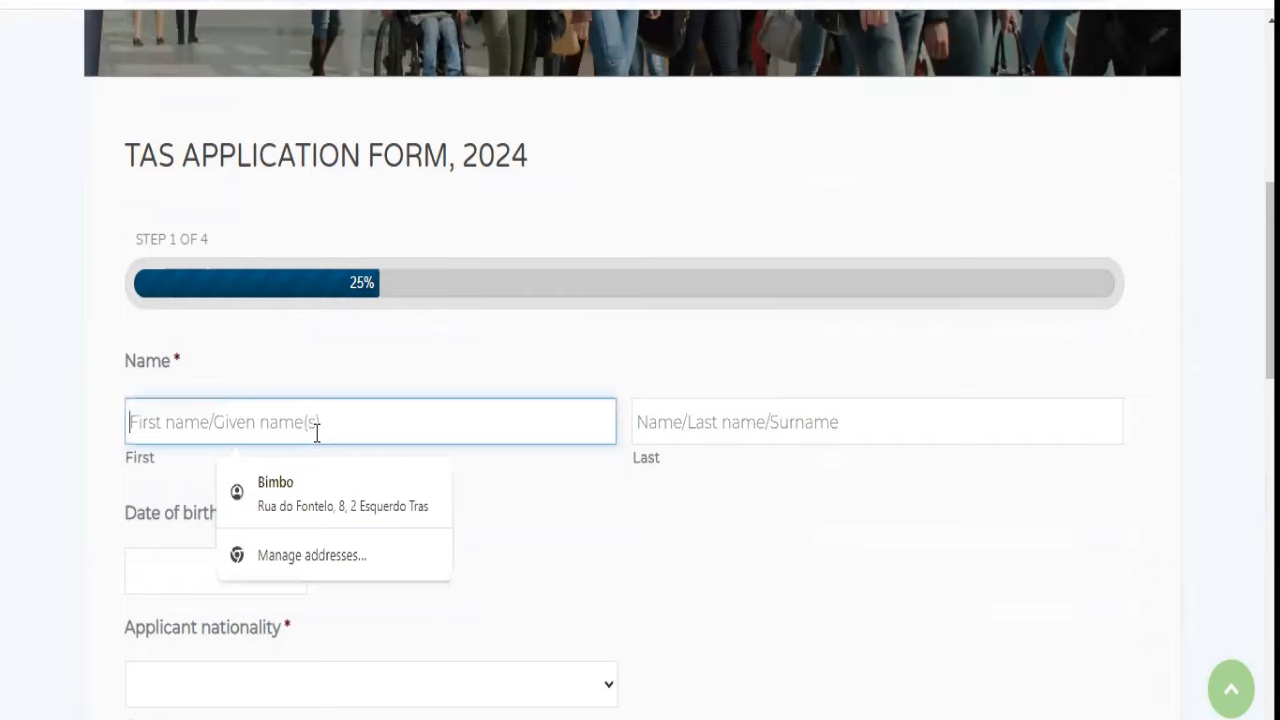 TAS APPLICATION FORM, 2024
STEP 1 OF 4
25%
Name *
First name/Given name(s)
Name/Last name/Surname
First
Last
Bimbo
Rua do Fontelo, 8, 2 Esquerdo Tras
Manage addresses...
Date of birth
Applicant nationality *